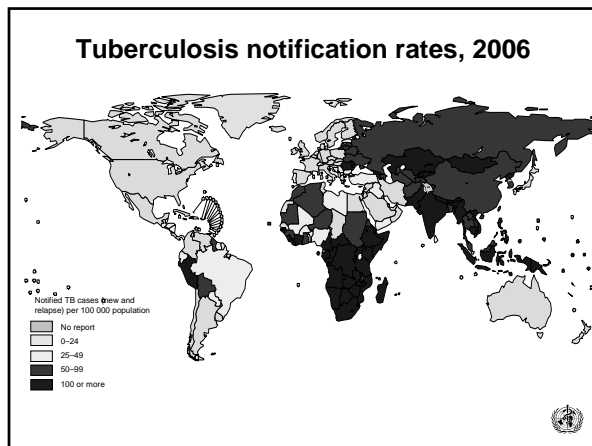 Tuberculosis notification rates, 2006
Notified TB cases (new and
relapse) per 100 000 population
No report
0–24
25–49
50–99
100 or more